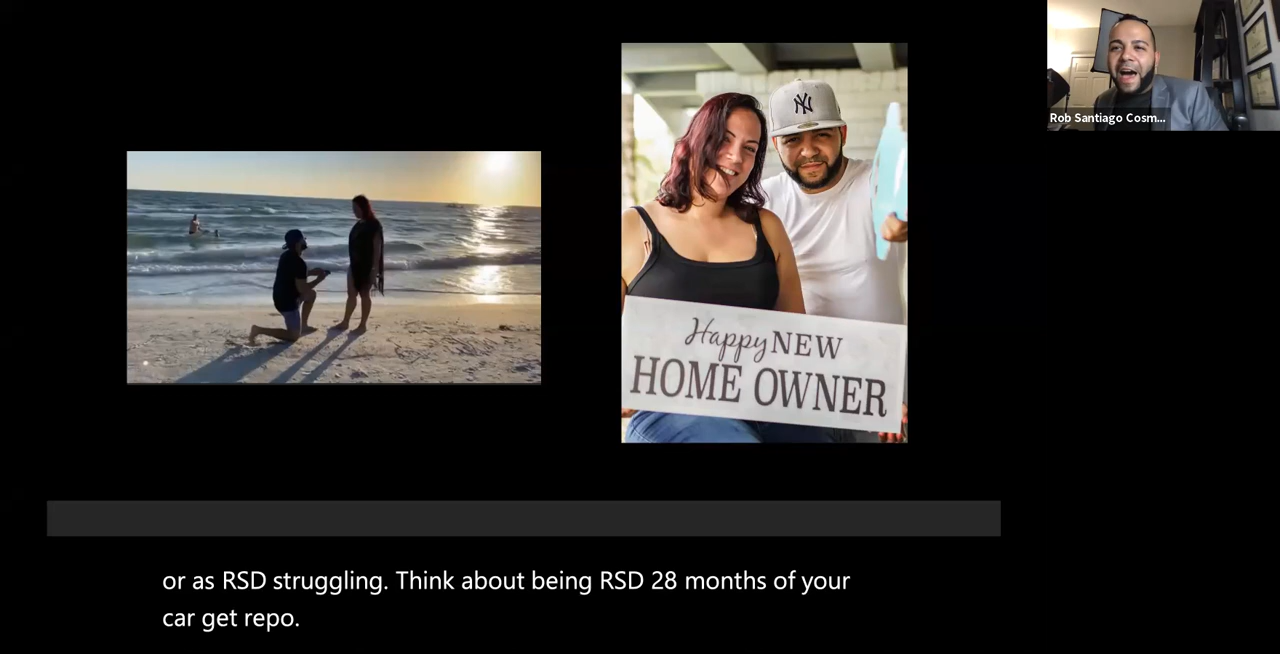 Rob Santiago Cosm...
NY
Happy NEW
HOME OWNER
or as RSD struggling. Think about being RSD 28 months of your
car get repo.